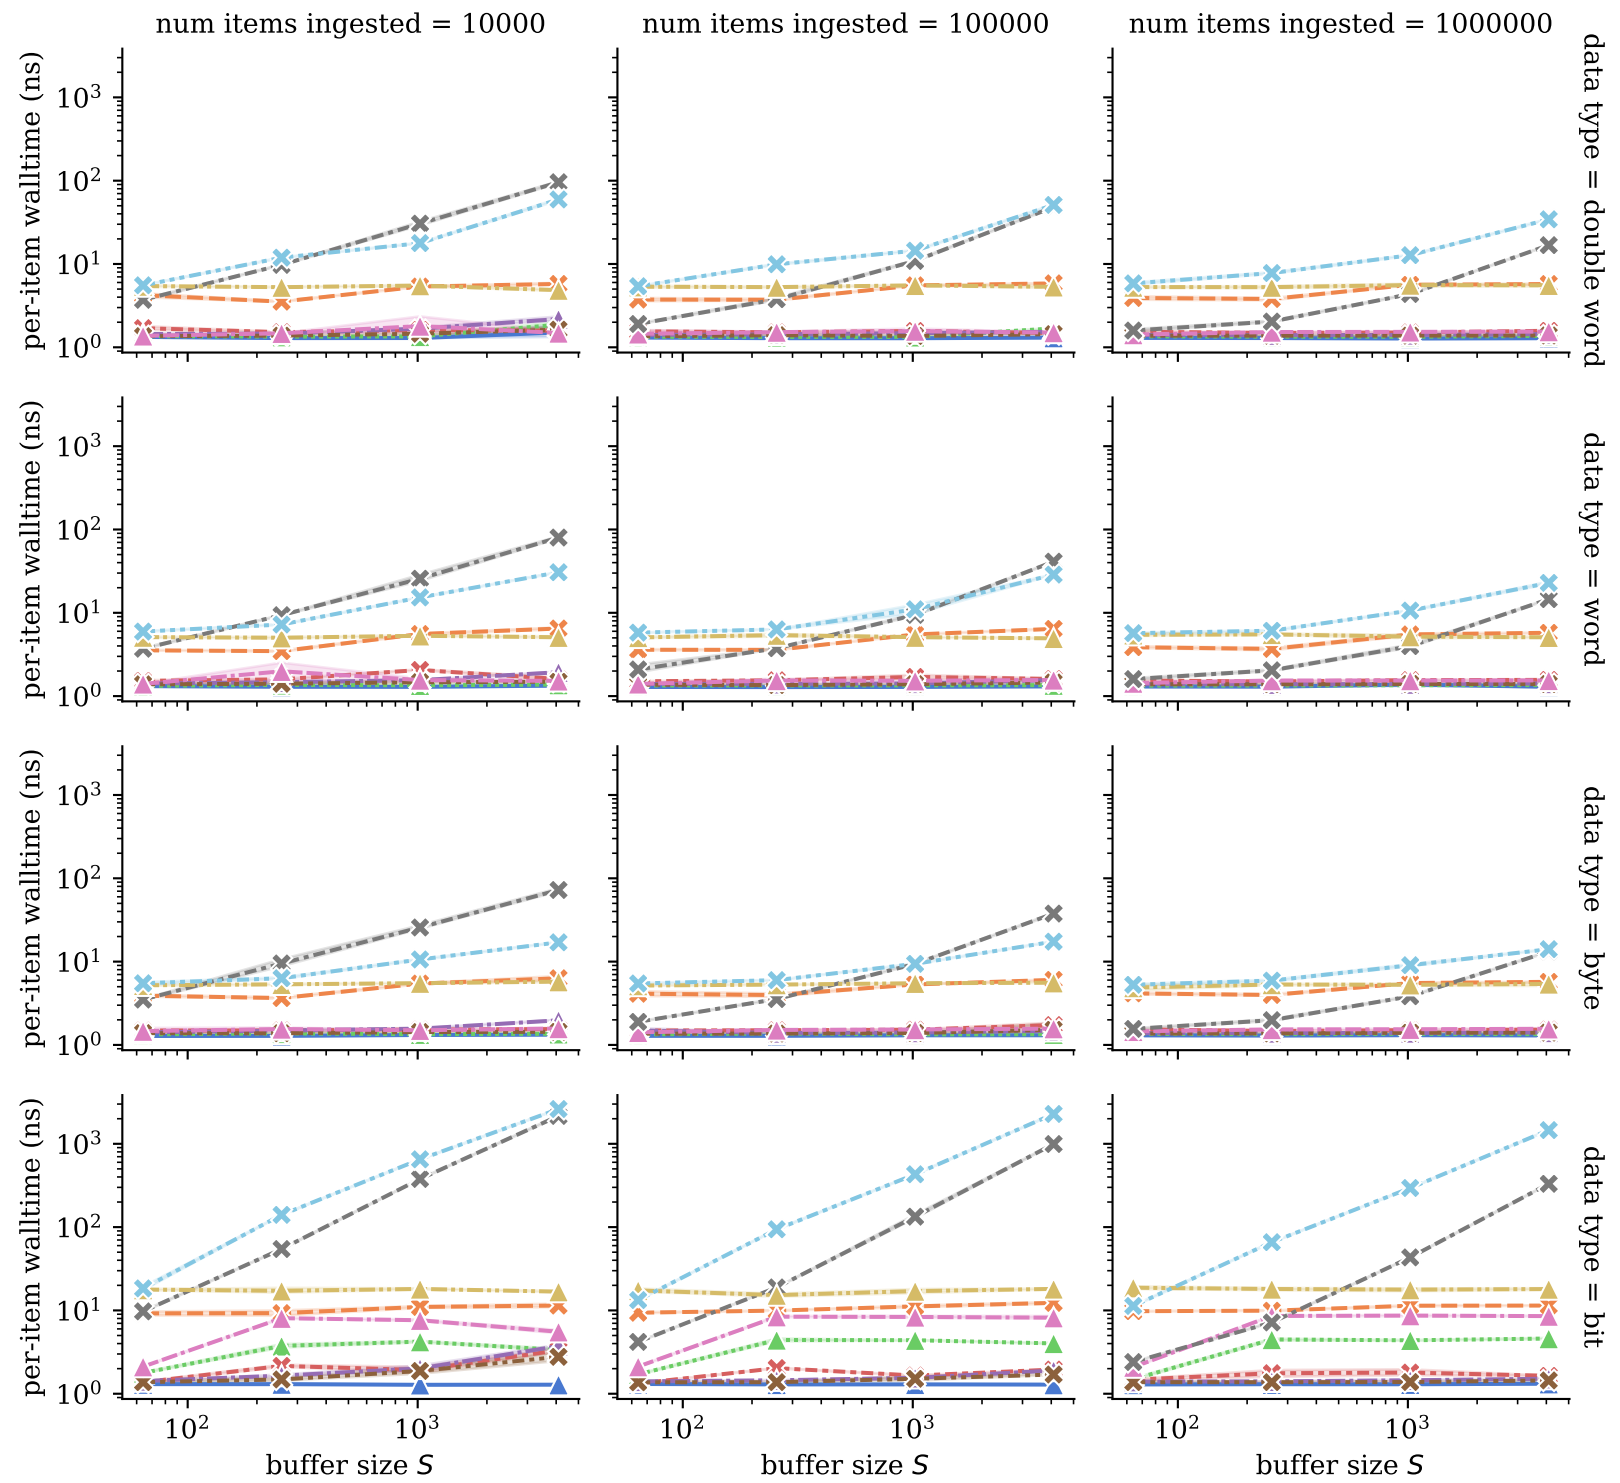 num items ingested = 10000
num items ingested = 100000
num items ingested = 1000000
per-item walltime (ns)
10³
10²
10¹
10⁰
data type = double word
per-item walltime (ns)
10³
10²
10¹
10⁰
data type = word
per-item walltime (ns)
10³
10²
10¹
10⁰
data type = byte
per-item walltime (ns)
10³
10²
10¹
10⁰
data type = bit
10² 10³
10² 10³
10² 10³
buffer size S
buffer size S
buffer size S